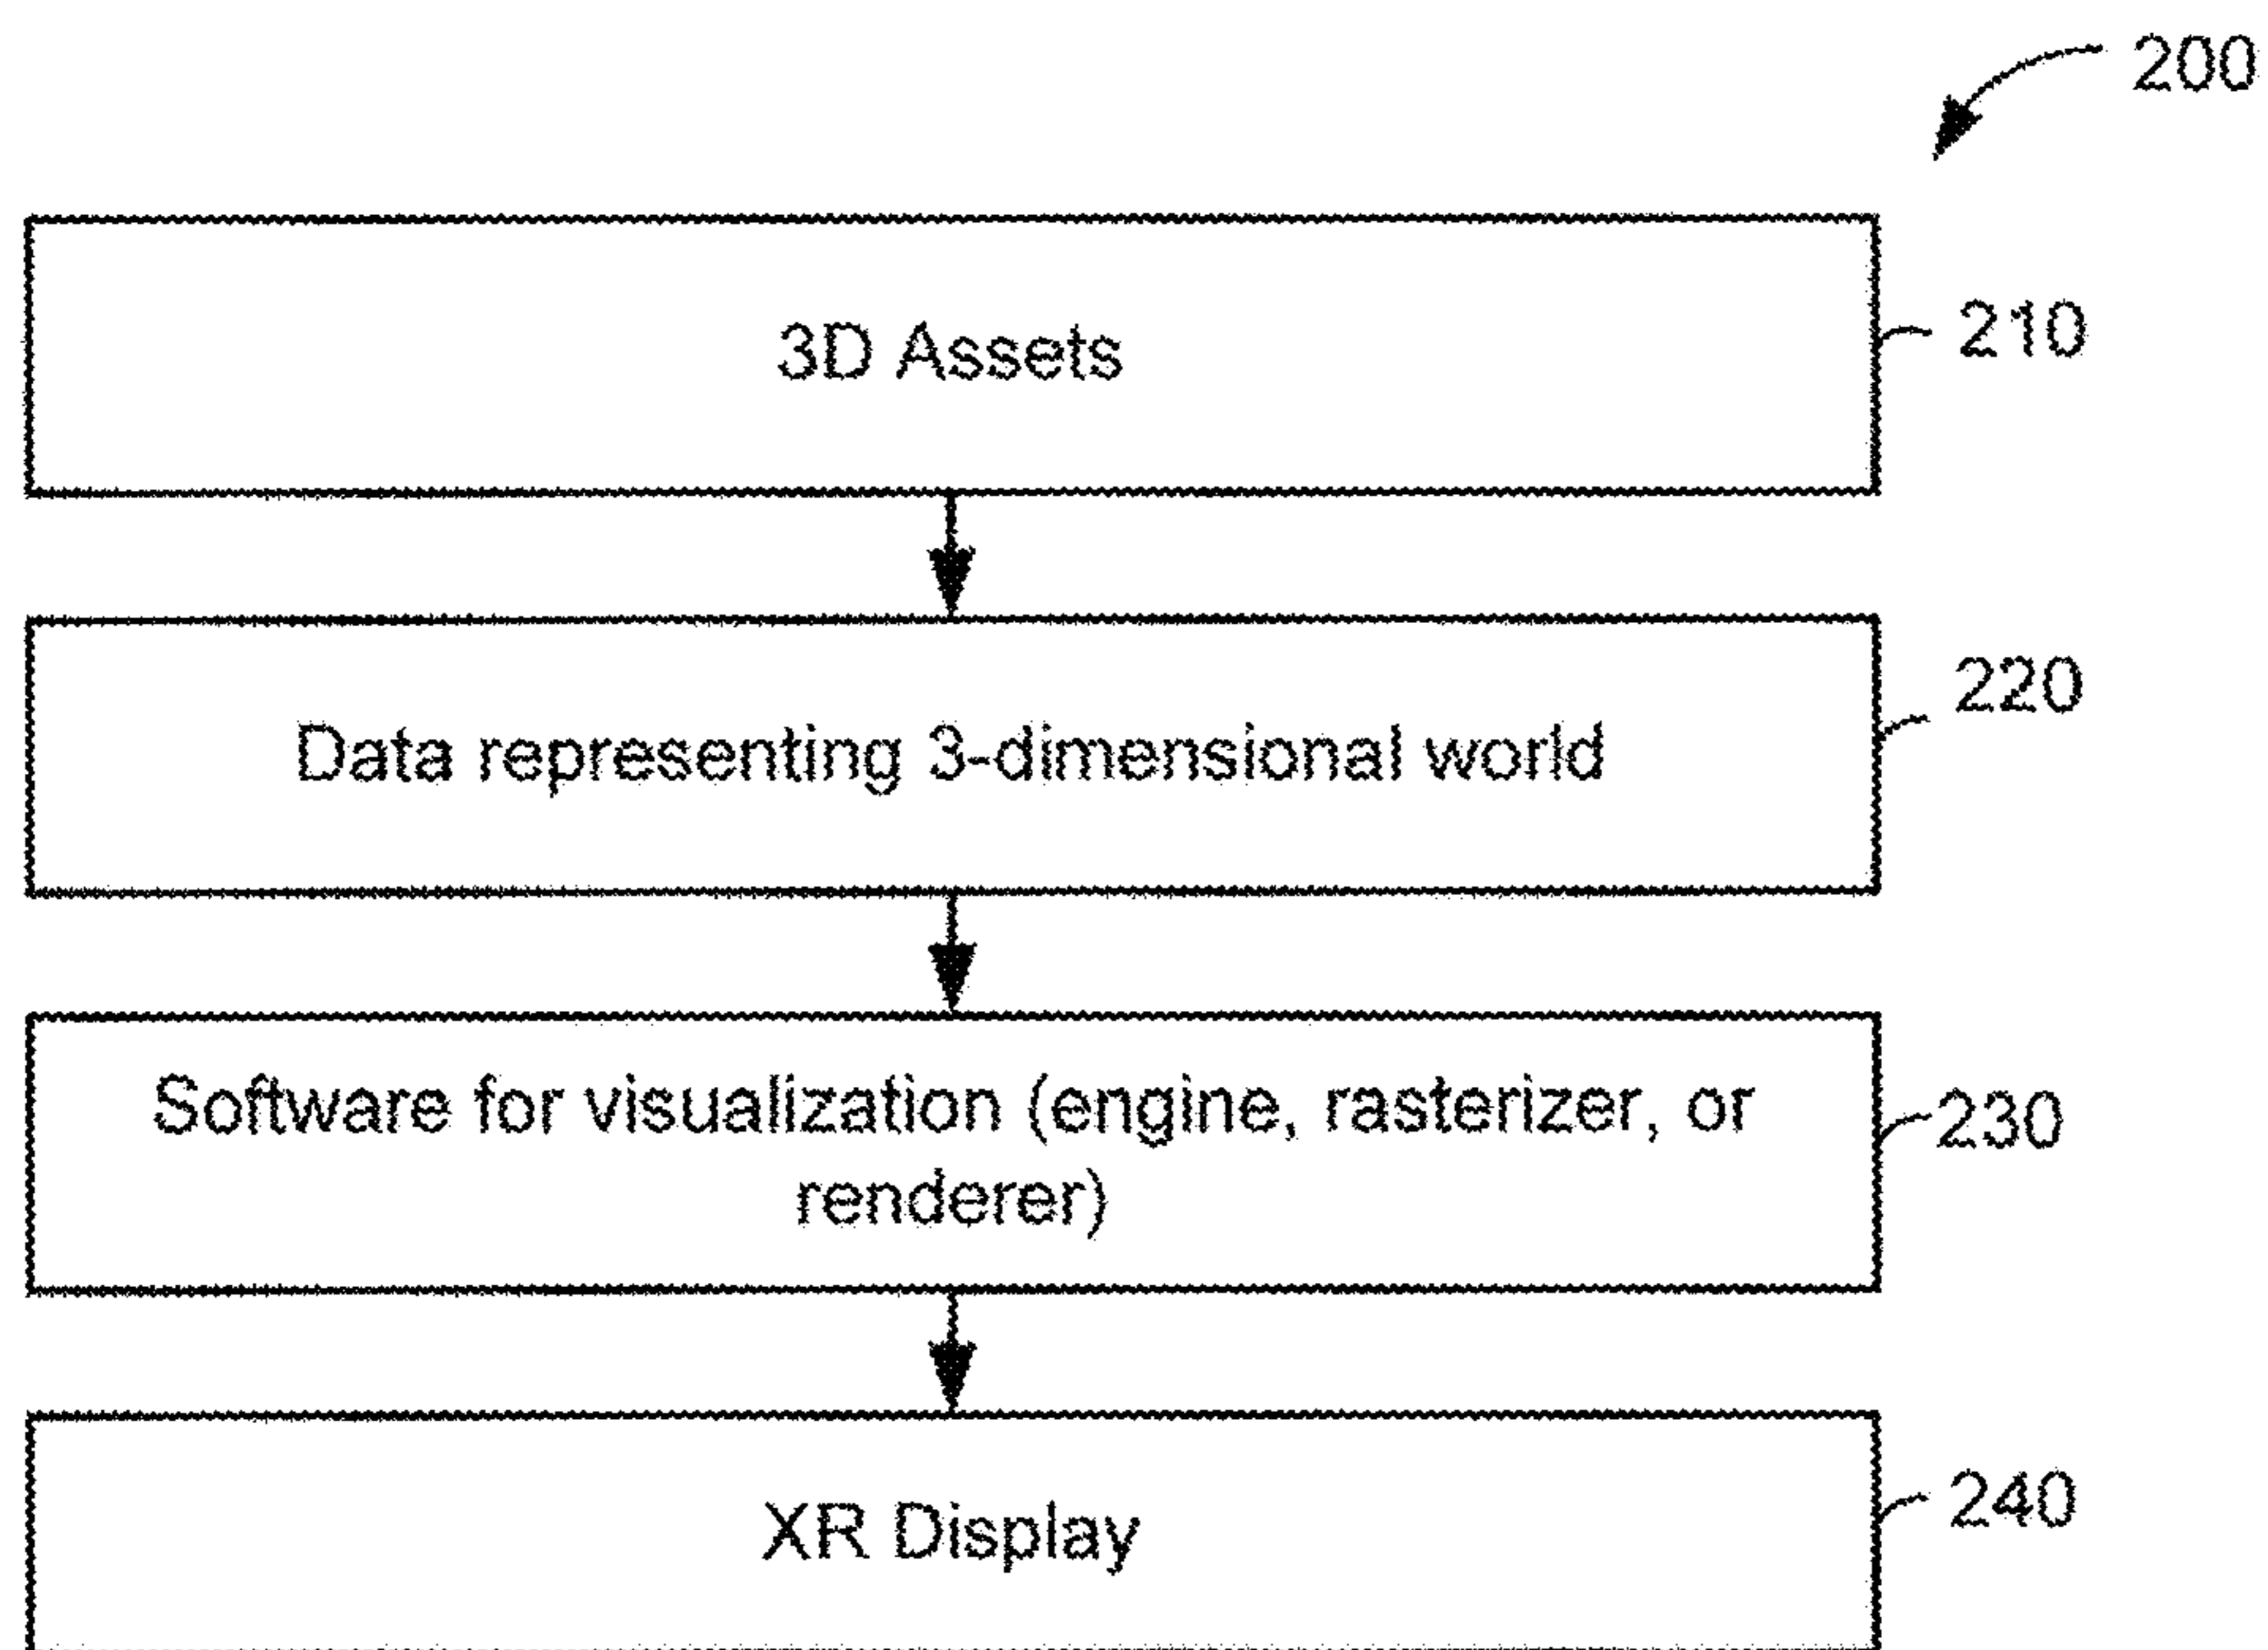 200
3D Assets
210
Data representing 3-dimensional world
220
Software for visualization (engine, rasterizer, or
renderer)
230
XR Display
240